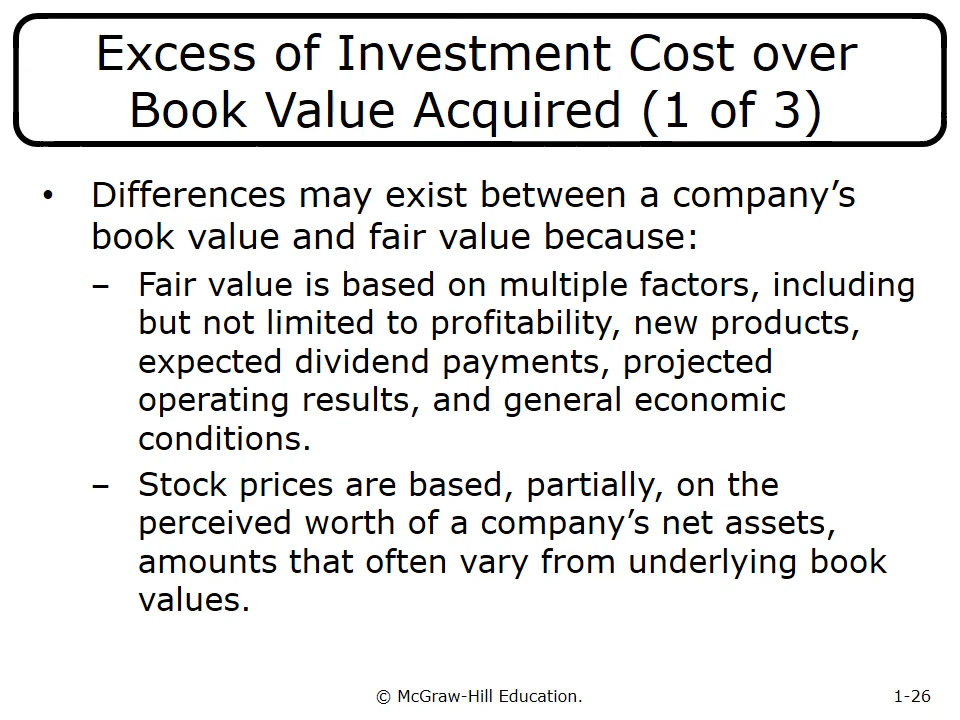 Excess of Investment Cost over
Book Value Acquired (1 of 3)
• Differences may exist between a company’s
book value and fair value because:
– Fair value is based on multiple factors, including
but not limited to profitability, new products,
expected dividend payments, projected
operating results, and general economic
conditions.
– Stock prices are based, partially, on the
perceived worth of a company’s net assets,
amounts that often vary from underlying book
values.
© McGraw-Hill Education.
1-26